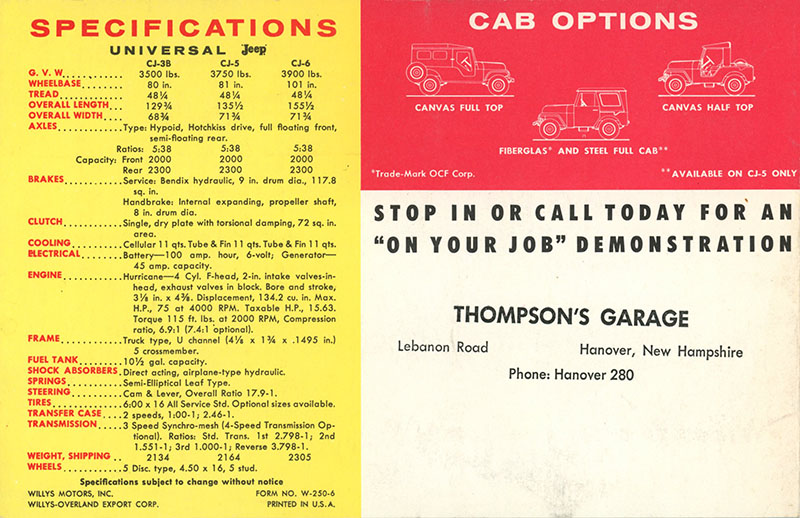 SPECIFICATIONS
UNIVERSAL Jeep
CJ-3B CJ-5 CJ-6
G. V. W. 3500 lbs. 3750 lbs. 3900 lbs.
WHEELBASE 80 in. 81 in. 101 in.
TREAD 48¼ 48¼ 48¼
OVERALL LENGTH 129¾ 135½ 155½
OVERALL WIDTH 68¾ 71¾ 71¾
AXLES Type: Hypoid, Hotchkiss drive, full floating front,
semi-floating rear.
Ratios: 5:38 5:38 5:38
Capacity: Front 2000 2000 2000
Rear 2300 2300 2300
BRAKES Service: Bendix hydraulic, 9 in. drum dia., 117.8
sq. in.
Handbrake: Internal expanding, propeller shaft,
8 in. drum dia.
CLUTCH Single, dry plate with torsional damping, 72 sq. in.
area.
COOLING Cellular 11 qts. Tube & Fin 11 qts. Tube & Fin 11 qts.
ELECTRICAL Battery—100 amp. hour, 6-volt; Generator—
45 amp. capacity.
ENGINE Hurricane—4 Cyl. F-head, 2-in. intake valves-in-
head, exhaust valves in block. Bore and stroke,
3⅛ in. x 4⅜. Displacement, 134.2 cu. in. Max.
H.P., 75 at 4000 RPM. Taxable H.P., 15.63.
Torque 115 ft. lbs. at 2000 RPM, Compression
ratio, 6.9:1 (7.4:1 optional).
FRAME Truck type, U channel (4⅛ x 1¾ x .1495 in.)
5 crossmember.
FUEL TANK 10½ gal. capacity.
SHOCK ABSORBERS. Direct acting, airplane-type hydraulic.
SPRINGS Semi-Elliptical Leaf Type.
STEERING Cam & Lever, Overall Ratio 17.9-1.
TIRES 6:00 x 16 All Service Std. Optional sizes available.
TRANSFER CASE 2 speeds, 1:00-1; 2.46-1.
TRANSMISSION 3 Speed Synchro-mesh (4-Speed Transmission Op-
tional). Ratios: Std. Trans. 1st 2.798-1; 2nd
1.551-1; 3rd 1.000-1; Reverse 3.798-1.
WEIGHT, SHIPPING 2134 2164 2305
WHEELS 5 Disc type, 4.50 x 16, 5 stud.
Specifications subject to change without notice
WILLYS MOTORS, INC. FORM NO. W-250-6
WILLYS-OVERLAND EXPORT CORP. PRINTED IN U.S.A.
CAB OPTIONS
CANVAS FULL TOP
CANVAS HALF TOP
FIBERGLAS* AND STEEL FULL CAB**
*Trade-Mark OCF Corp.
**AVAILABLE ON CJ-5 ONLY
STOP IN OR CALL TODAY FOR AN
"ON YOUR JOB" DEMONSTRATION
THOMPSON'S GARAGE
Lebanon Road Hanover, New Hampshire
Phone: Hanover 280